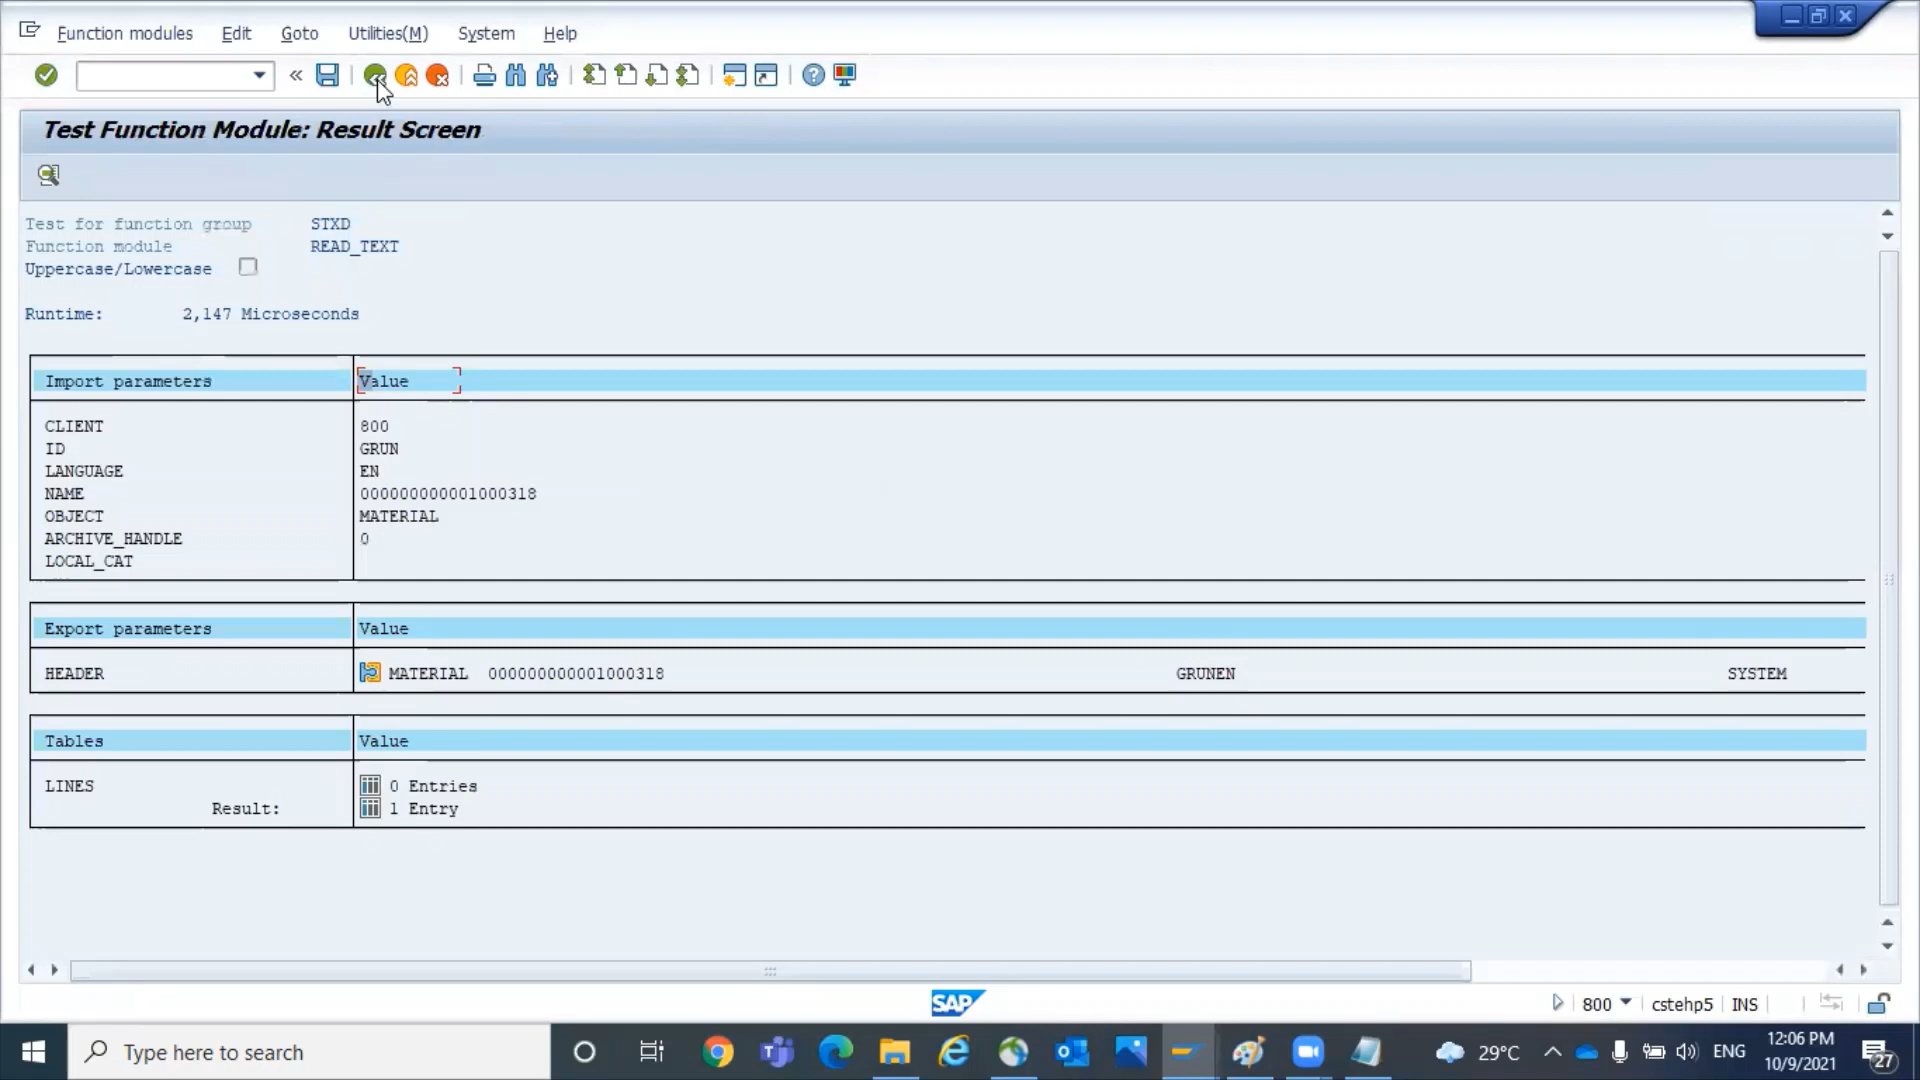 Function modules Edit Goto Utilities(M) System Help
Test Function Module: Result Screen
Test for function group STXD
Function module READ_TEXT
Uppercase/Lowercase
Runtime: 2,147 Microseconds
Import parameters Value
CLIENT 800
ID GRUN
LANGUAGE EN
NAME 000000000001000318
OBJECT MATERIAL
ARCHIVE_HANDLE 0
LOCAL_CAT
Export parameters Value
HEADER MATERIAL 000000000001000318 GRUNEN SYSTEM
Tables Value
LINES 0 Entries
Result: 1 Entry
SAP 800 cstehp5 INS
Type here to search 29°C ENG 12:06 PM
10/9/2021 27